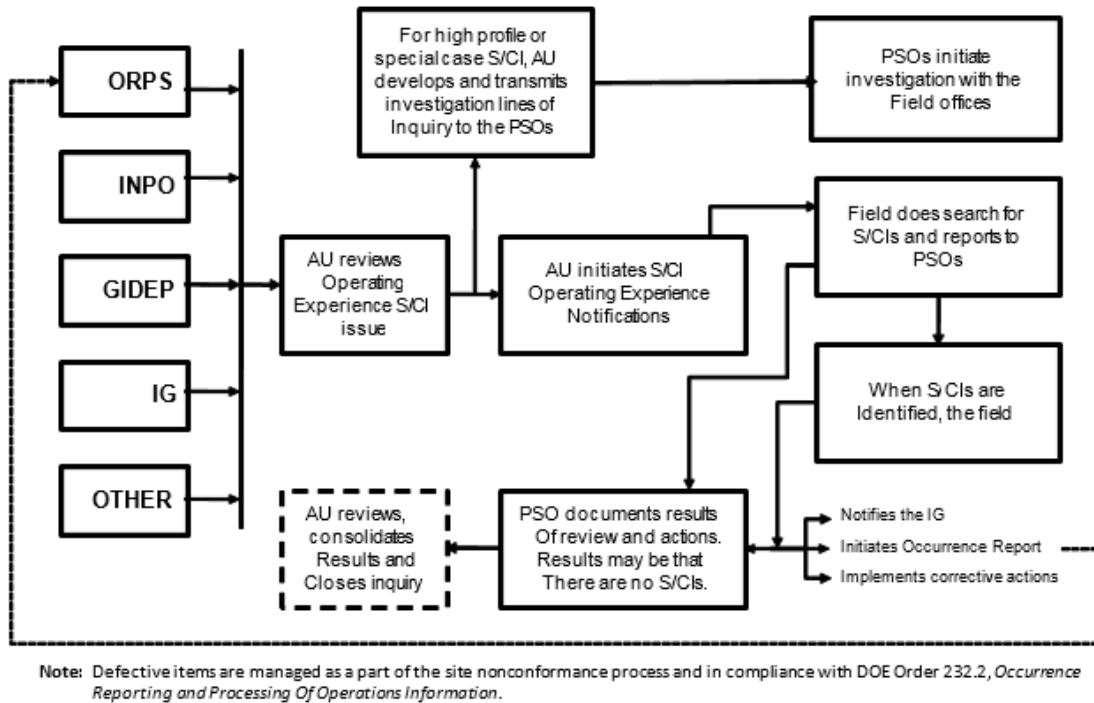 ORPS
INPO
GIDEP
IG
OTHER
For high profile or
special case S/CI, AU
develops and transmits
investigation lines of
Inquiry to the PSOs
PSOs initiate
investigation with the
Field offices
AU reviews
Operating
Experience S/CI
issue
AU initiates S/CI
Operating Experience
Notifications
Field does search for
S/CIs and reports to
PSOs
When S/CIs are
Identified, the field
AU reviews,
consolidates
Results and
Closes inquiry
PSO documents results
Of review and actions.
Results may be that
There are no S/CIs.
Notifies the IG
Initiates Occurrence Report
Implements corrective actions
Note: Defective items are managed as a part of the site nonconformance process and in compliance with DOE Order 232.2, Occurrence
Reporting and Processing Of Operations Information.